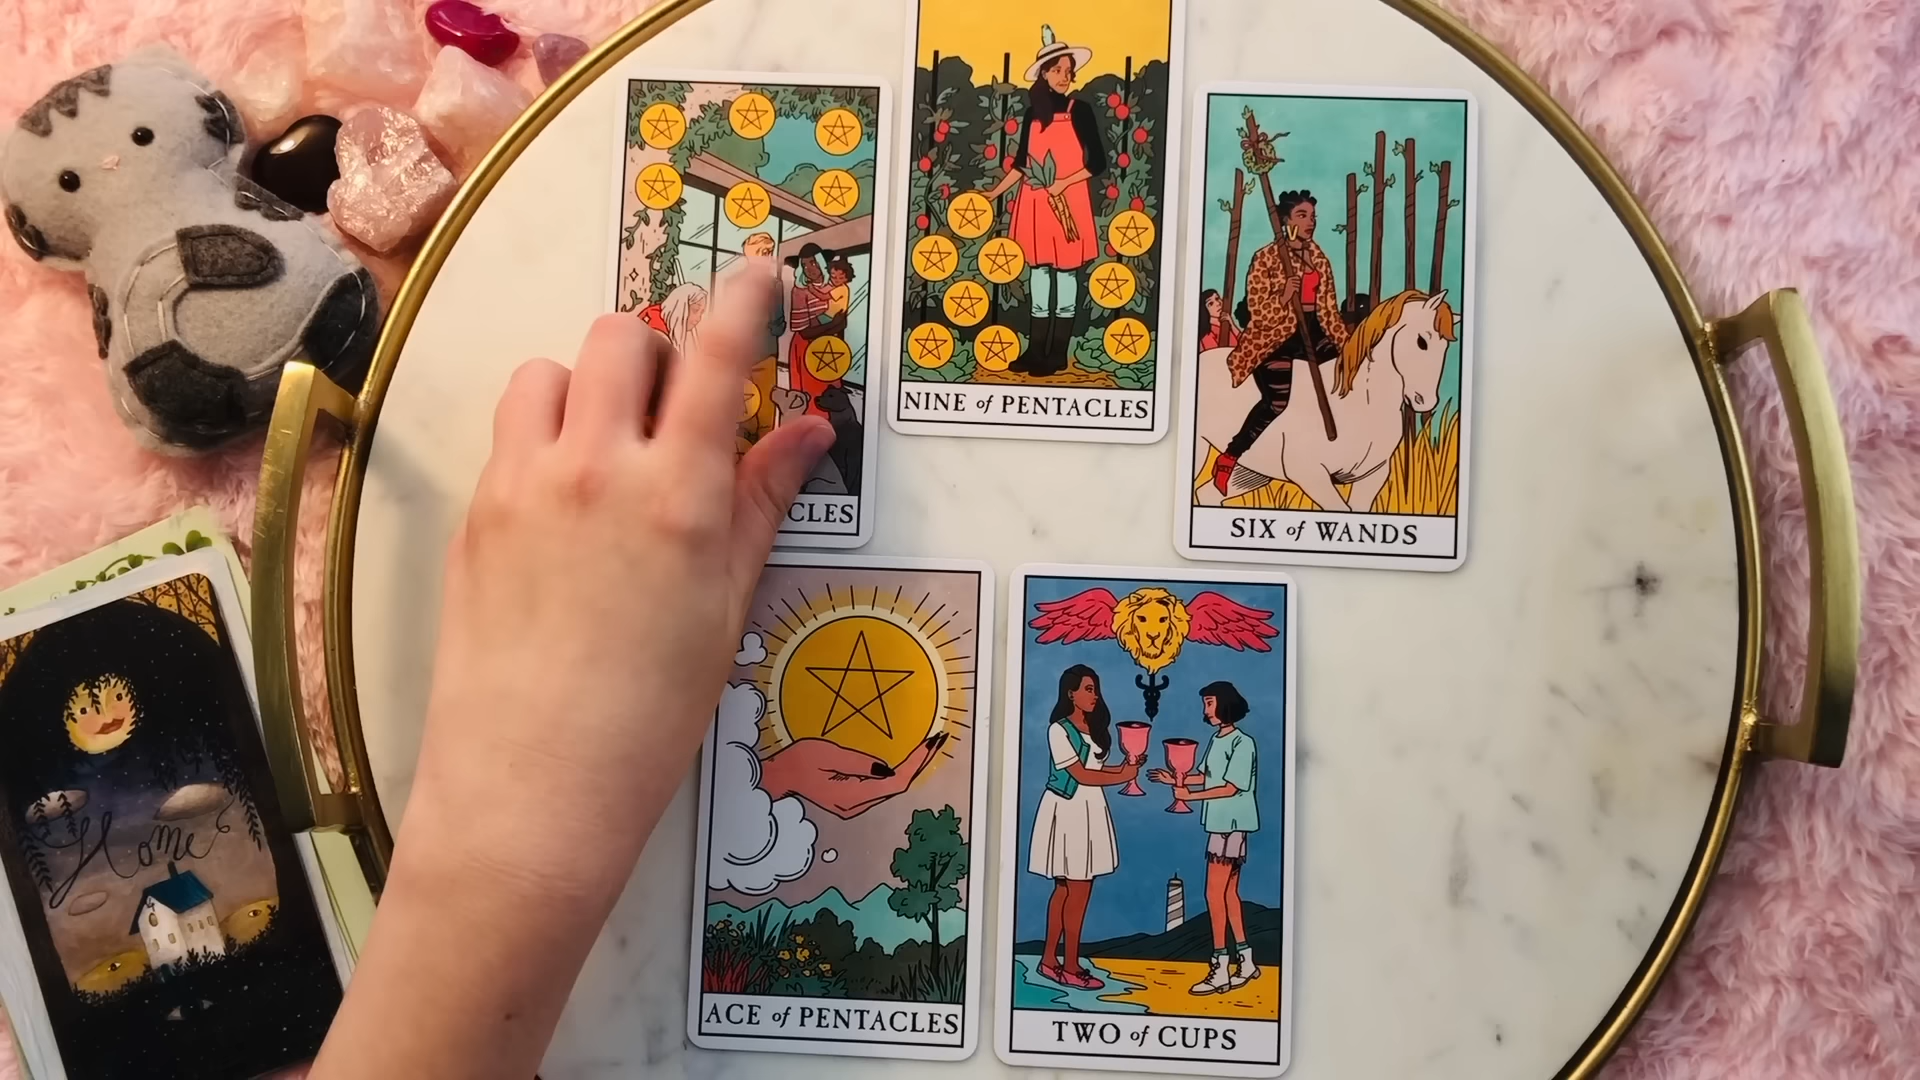 NINE of PENTACLES
CLES
SIX of WANDS
Home
ACE of PENTACLES
TWO of CUPS